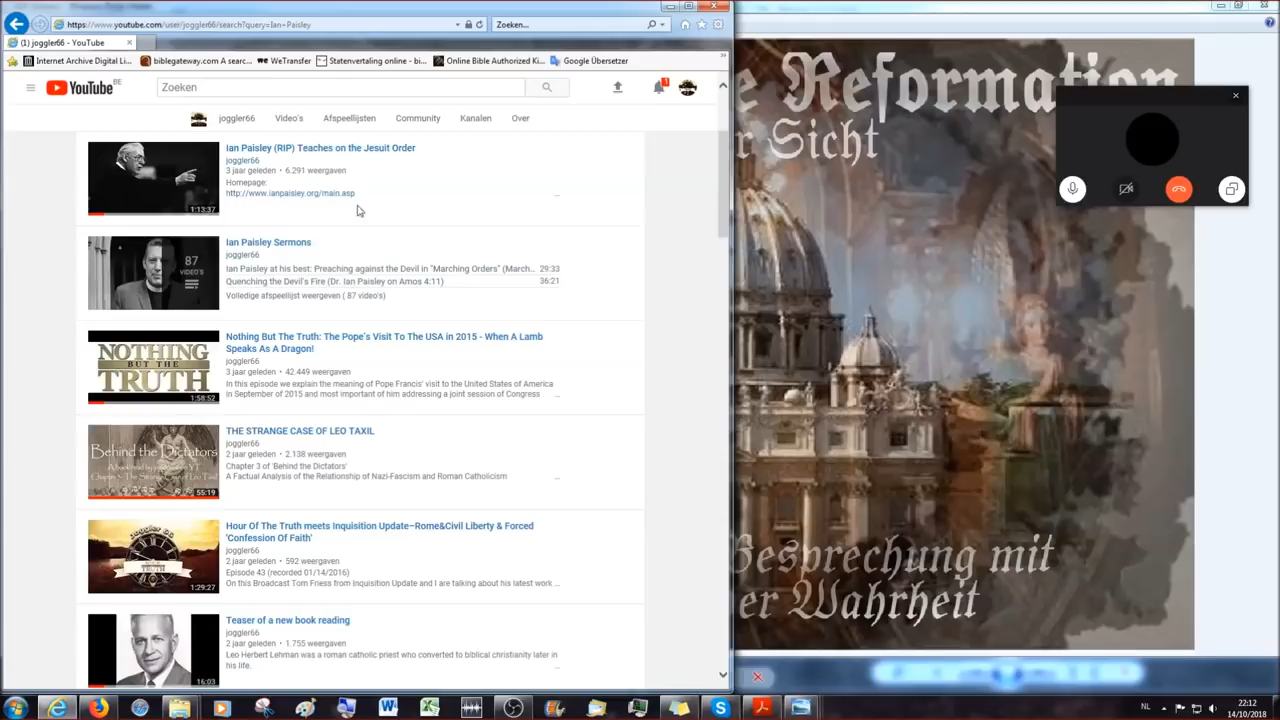 https://www.youtube.com/user/joggler66/search?query=Ian+Paisley
Zoeken...
(1) joggler66 - YouTube
Internet Archive Digital Li...
biblegateway.com A searc...
WeTransfer
Statenvertaling online - bi...
Online Bible Authorized Ki...
Google Übersetzer
YouTube BE
Zoeken
1
joggler66
Video's
Afspeellijsten
Community
Kanalen
Over
Ian Paisley (RIP) Teaches on the Jesuit Order
joggler66
3 jaar geleden • 6.291 weergaven
Homepage:
http://www.ianpaisley.org/main.asp
...
1:13:37
Ian Paisley Sermons
joggler66
Ian Paisley at his best: Preaching against the Devil in "Marching Orders" (March... 29:33
Quenching the Devil's Fire (Dr. Ian Paisley on Amos 4:11) 36:21
Volledige afspeellijst weergeven ( 87 video's)
87
VIDEO'S
Nothing But The Truth: The Pope's Visit To The USA in 2015 - When A Lamb
Speaks As A Dragon!
joggler66
3 jaar geleden • 42.449 weergaven
In this episode we explain the meaning of Pope Francis' visit to the United States of America
in September of 2015 and most important of him addressing a joint session of Congress ...
NOTHING
BUT THE
TRUTH
1:58:52
THE STRANGE CASE OF LEO TAXIL
joggler66
2 jaar geleden • 2.138 weergaven
Chapter 3 of 'Behind the Dictators'
A Factual Analysis of the Relationship of Nazi-Fascism and Roman Catholicism ...
Behind the Dictators
55:19
Hour Of The Truth meets Inquisition Update–Rome&Civil Liberty & Forced
'Confession Of Faith'
joggler66
2 jaar geleden • 592 weergaven
Episode 43 (recorded 01/14/2016)
On this Broadcast Tom Friess from Inquisition Update and I are talking about his latest work ...
1:29:27
Teaser of a new book reading
joggler66
2 jaar geleden • 1.755 weergaven
Leo Herbert Lehman was a roman catholic priest who converted to biblical christianity later in
his life.
...
16:03
e Reformation
r Sicht
Besprechung mit
er Wahrheit
NL
22:12
14/10/2018